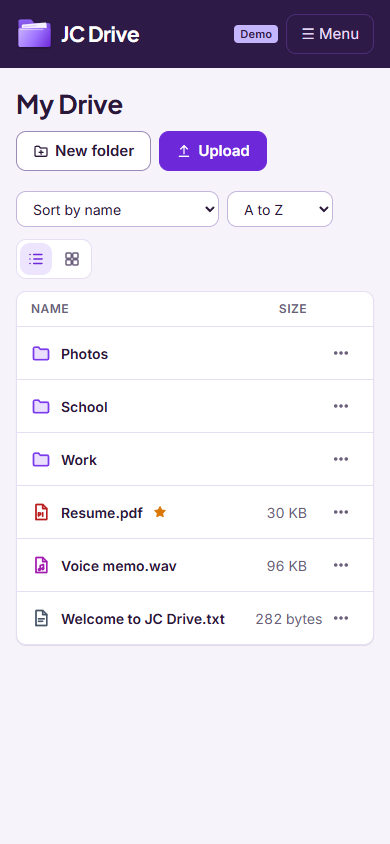 JC Drive
Demo
☰ Menu
My Drive
New folder
Upload
Sort by name
A to Z
NAME SIZE
Photos
School
Work
Resume.pdf 30 KB
Voice memo.wav 96 KB
Welcome to JC Drive.txt 282 bytes